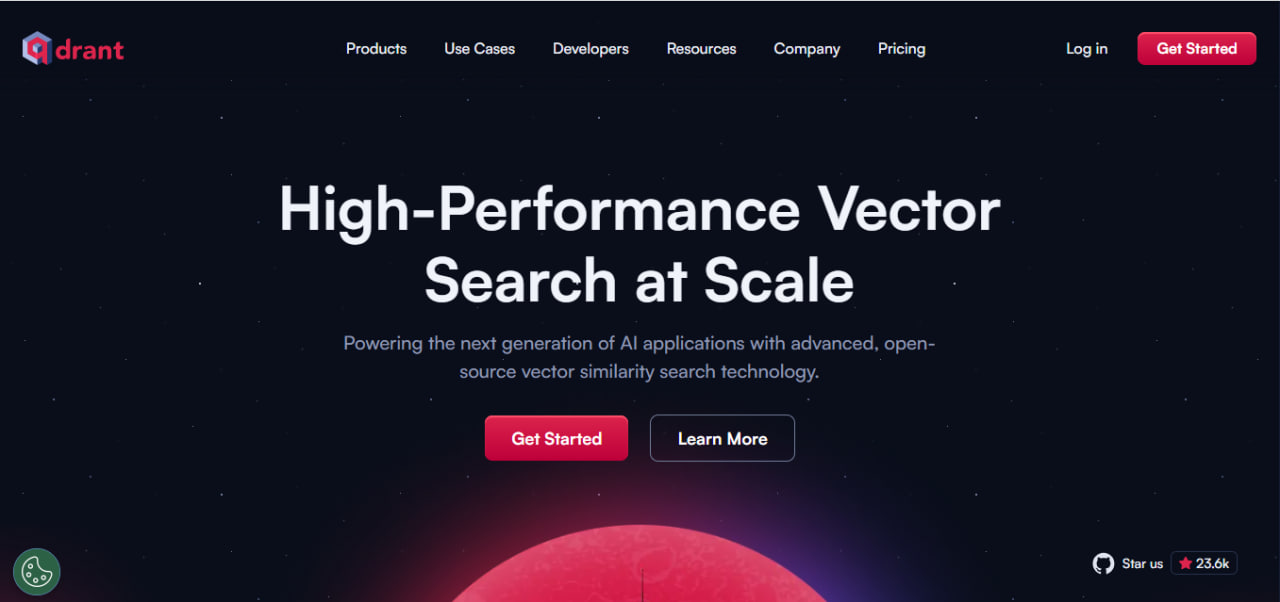 qdrant
Products Use Cases Developers Resources Company Pricing Log in Get Started
High-Performance Vector
Search at Scale
Powering the next generation of AI applications with advanced, open-
source vector similarity search technology.
Get Started Learn More
Star us 23.6k